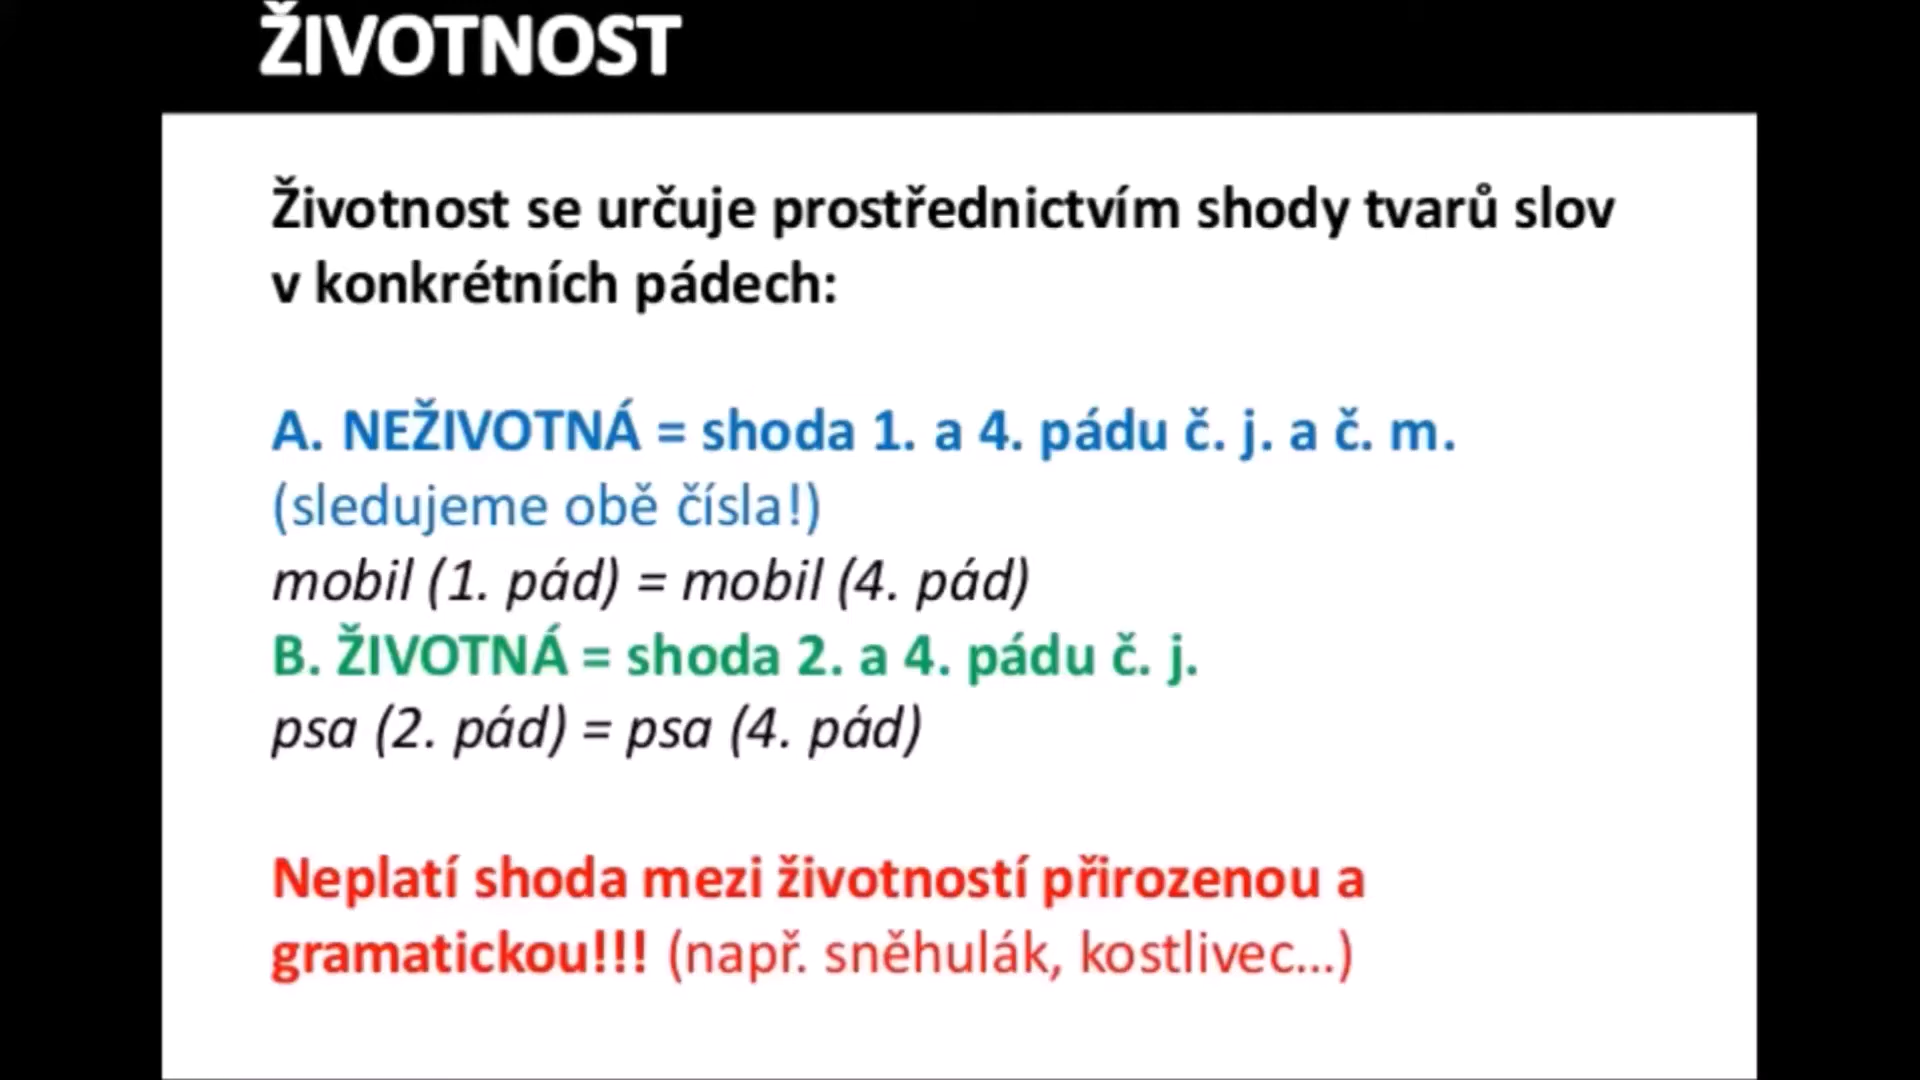 ŽIVOTNOST
Životnost se určuje prostřednictvím shody tvarů slov
v konkrétních pádech:
A. NEŽIVOTNÁ = shoda 1. a 4. pádu č. j. a č. m.
(sledujeme obě čísla!)
mobil (1. pád) = mobil (4. pád)
B. ŽIVOTNÁ = shoda 2. a 4. pádu č. j.
psa (2. pád) = psa (4. pád)
Neplatí shoda mezi životností přirozenou a
gramatickou!!! (např. sněhulák, kostlivec...)